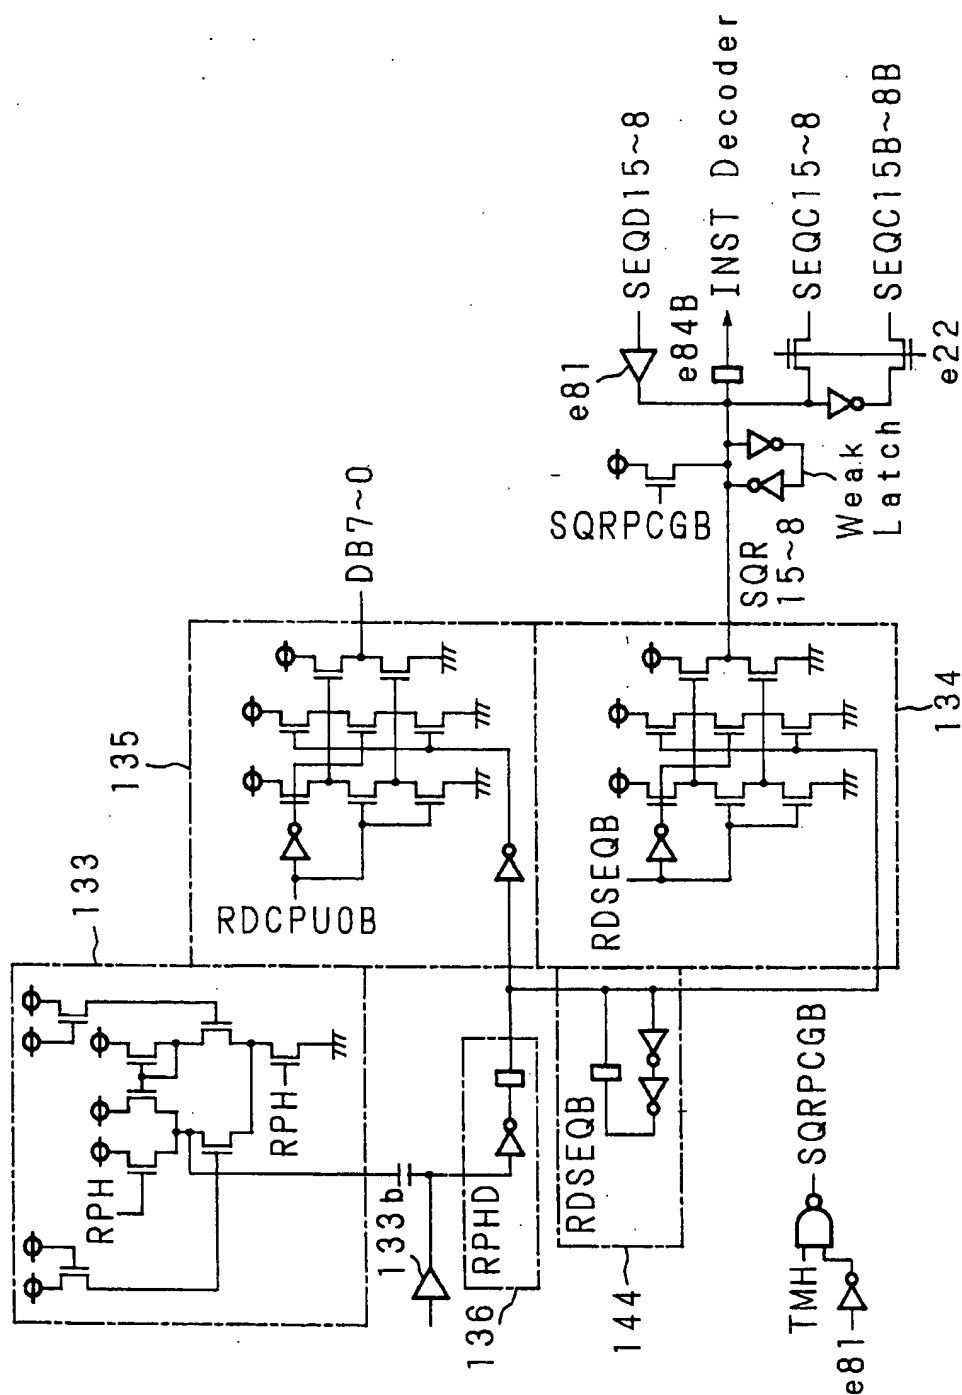 133
135
RPH
RPH
133b
RPHD
136
RDCPU0B
DB7~0
RDSEQB
144
RDSEQB
134
SQR
15~8
SQRPCGB
Weak
Latch
e81
SEQD15~8
e84B
INST Decoder
SEQC15~8
SEQC15B~8B
e22
TMH
e81
SQRPCGB